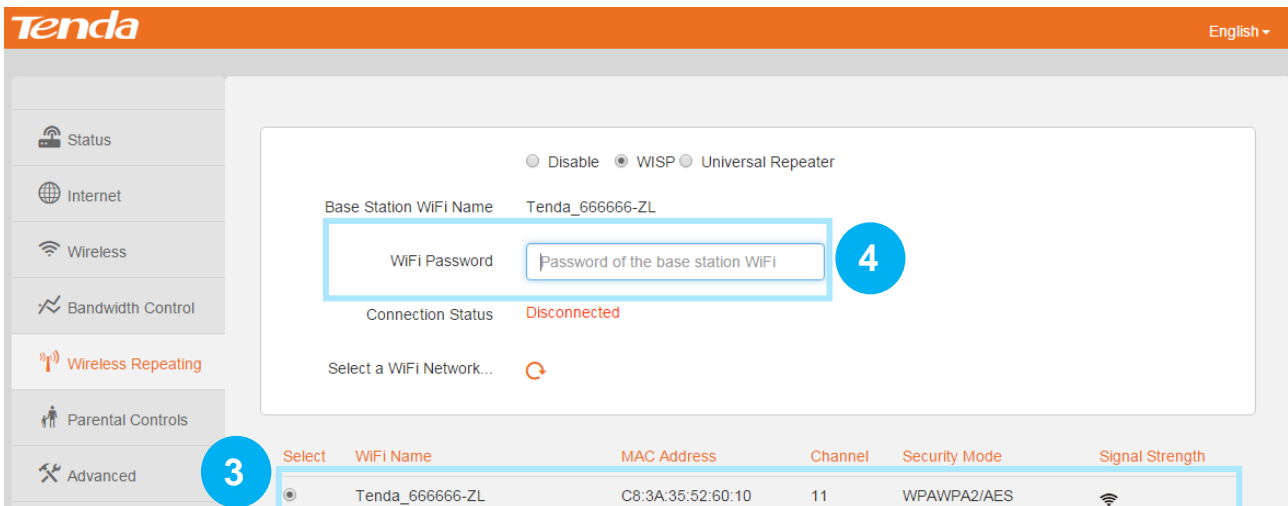 Tenda
English
Status
Internet
Wireless
Bandwidth Control
Wireless Repeating
Parental Controls
Advanced
Disable WISP Universal Repeater
Base Station WiFi Name Tenda_666666-ZL
WiFi Password Password of the base station WiFi
4
Connection Status Disconnected
Select a WiFi Network...
3
Select WiFi Name MAC Address Channel Security Mode Signal Strength
Tenda_666666-ZL C8:3A:35:52:60:10 11 WPAWPA2/AES